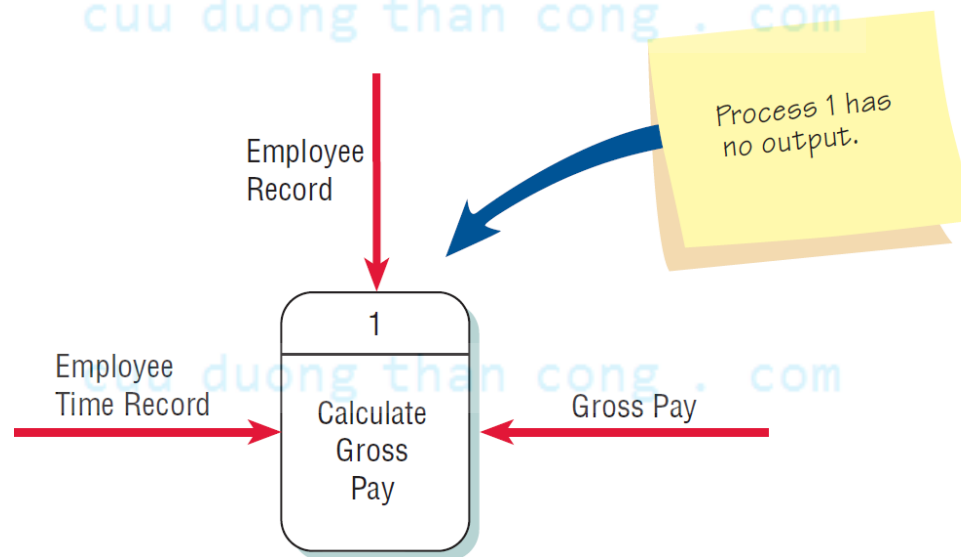 cuu duong than cong . com
Process 1 has
no output.
Employee
Record
1
Employee
Time Record
cuu duong than cong . com
Calculate
Gross
Pay
Gross Pay